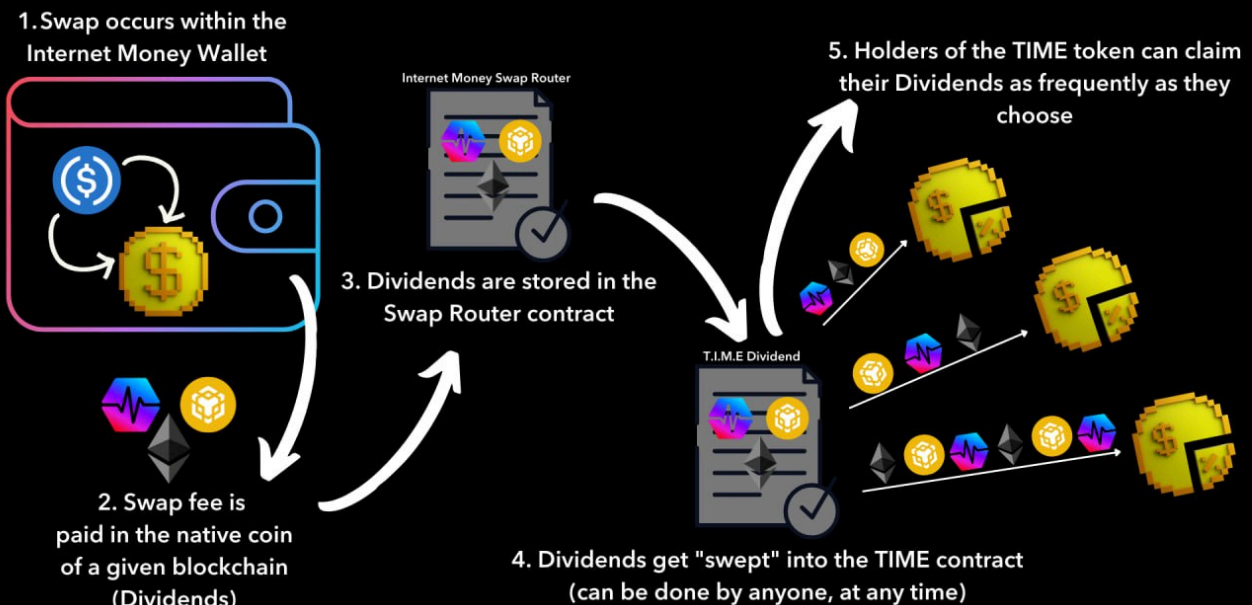 1. Swap occurs within the
Internet Money Wallet
2. Swap fee is
paid in the native coin
of a given blockchain
(Dividends)
Internet Money Swap Router
3. Dividends are stored in the
Swap Router contract
T.I.M.E Dividend
4. Dividends get "swept" into the TIME contract
(can be done by anyone, at any time)
5. Holders of the TIME token can claim
their Dividends as frequently as they
choose